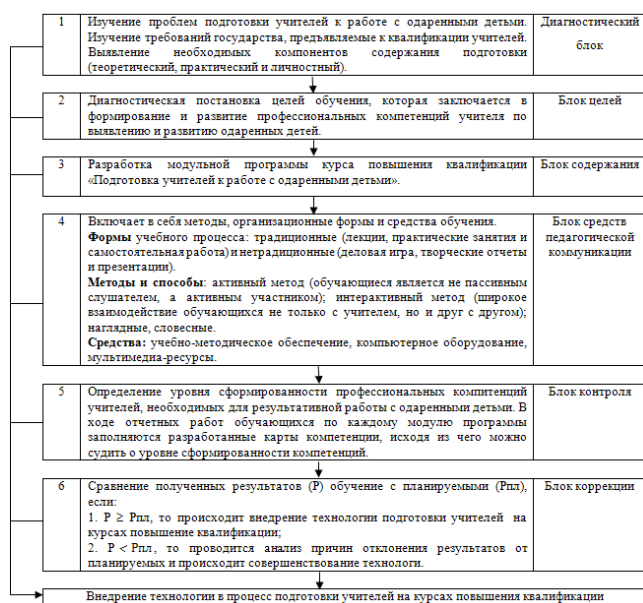 1 Изучение проблем подготовки учителей к работе с одаренными детьми. Диагностический
Изучение требований государства, предъявляемые к квалификации учителей. блок
Выявление необходимых компонентов содержания подготовки
(теоретический, практический и личностный).
2 Диагностическая постановка целей обучения, которая заключается в Блок целей
формирование и развитие профессиональных компетенций учителя по
выявлению и развитию одаренных детей.
3 Разработка модульной программы курса повышения квалификации Блок содержания
«Подготовка учителей к работе с одаренными детьми».
4 Включает в себя методы, организационные формы и средства обучения. Блок средств
Формы учебного процесса: традиционные (лекции, практические занятия и педагогической
самостоятельная работа) и нетрадиционные (деловая игра, творческие отчеты коммуникации
и презентации).
Методы и способы: активный метод (обучающиеся является не пассивным
слушателем, а активным участником); интерактивный метод (широкое
взаимодействие обучающихся не только с учителем, но и друг с другом);
наглядные, словесные.
Средства: учебно-методическое обеспечение, компьютерное оборудование,
мультимедиа-ресурсы.
5 Определение уровня сформированности профессиональных компитенций Блок контроля
учителей, необходимых для результативной работы с одаренными детьми. В
ходе отчетных работ обучающихся по каждому модулю программы
заполняются разработанные карты компетенции, исходя из чего можно
судить о уровне сформированности компетенций.
6 Сравнение полученных результатов (Р) обучение с планируемыми (Рпл), Блок коррекции
если:
1. Р ≥ Рпл, то происходит внедрение технологии подготовки учителей на
курсах повышение квалификации;
2. Р < Рпл, то проводится анализ причин отклонения результатов от
планируемых и происходит совершенствование технологи.
Внедрение технологии в процесс подготовки учителей на курсах повышения квалификации